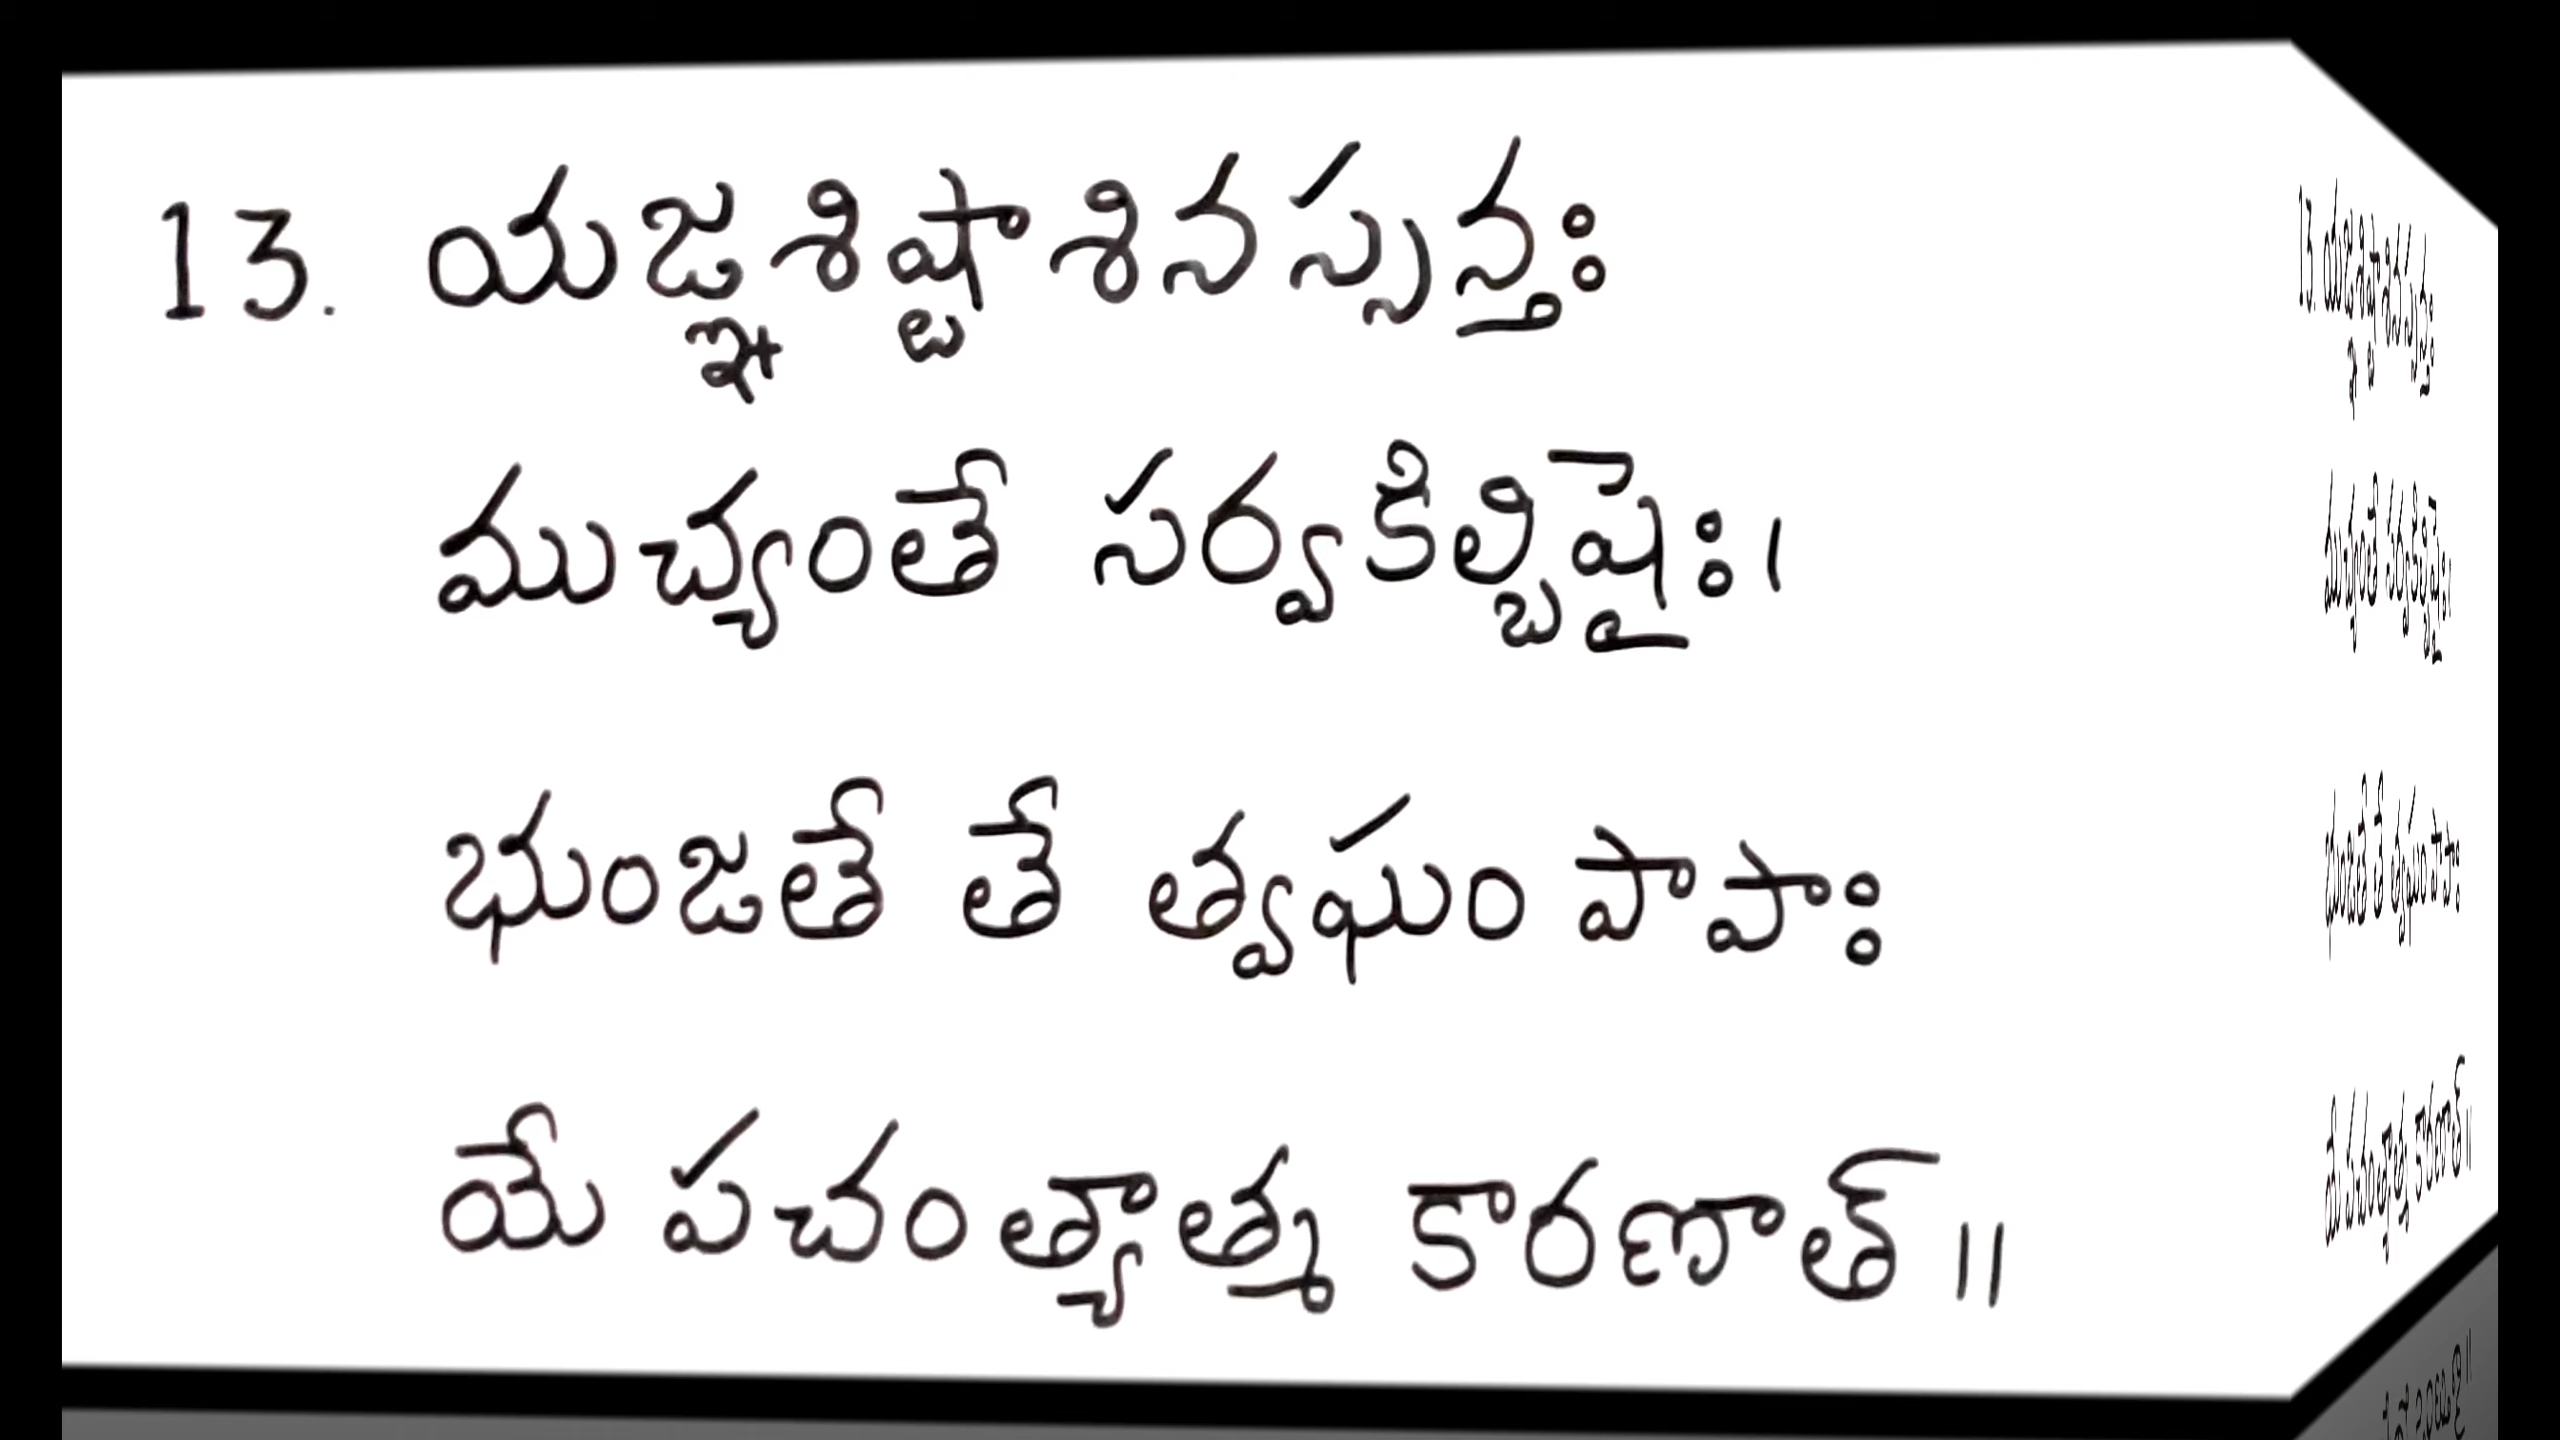 13. యజ్ఞశిష్టాశినస్సన్తః
ముచ్యంతే సర్వకిల్బిషైః।
భుంజతే తే త్వఘం పాపాః
యే పచంత్యాత్మ కారణాత్॥